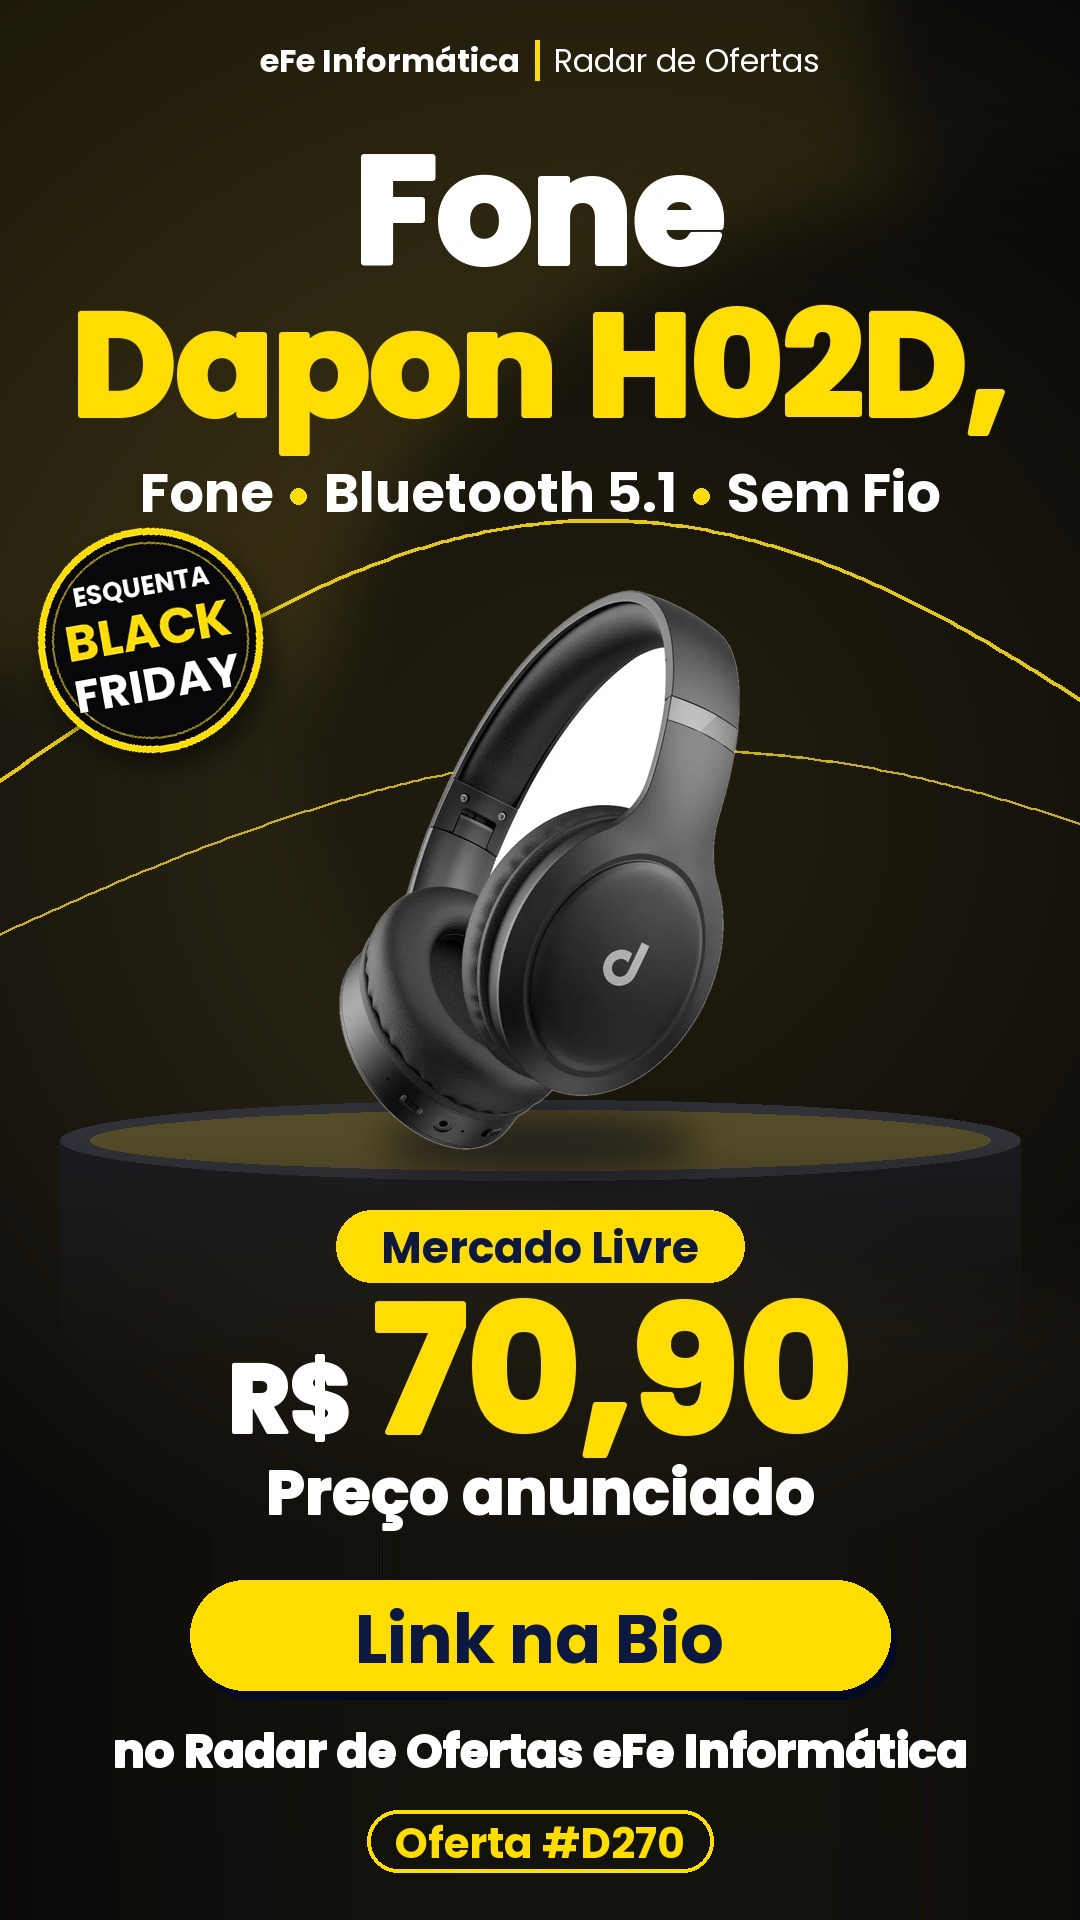 eFe Informática | Radar de Ofertas
Fone
Dapon H02D,
Fone • Bluetooth 5.1 • Sem Fio
ESQUENTA
BLACK
FRIDAY
d
Mercado Livre
R$ 70,90
Preço anunciado
Link na Bio
no Radar de Ofertas eFe Informática
Oferta #D270